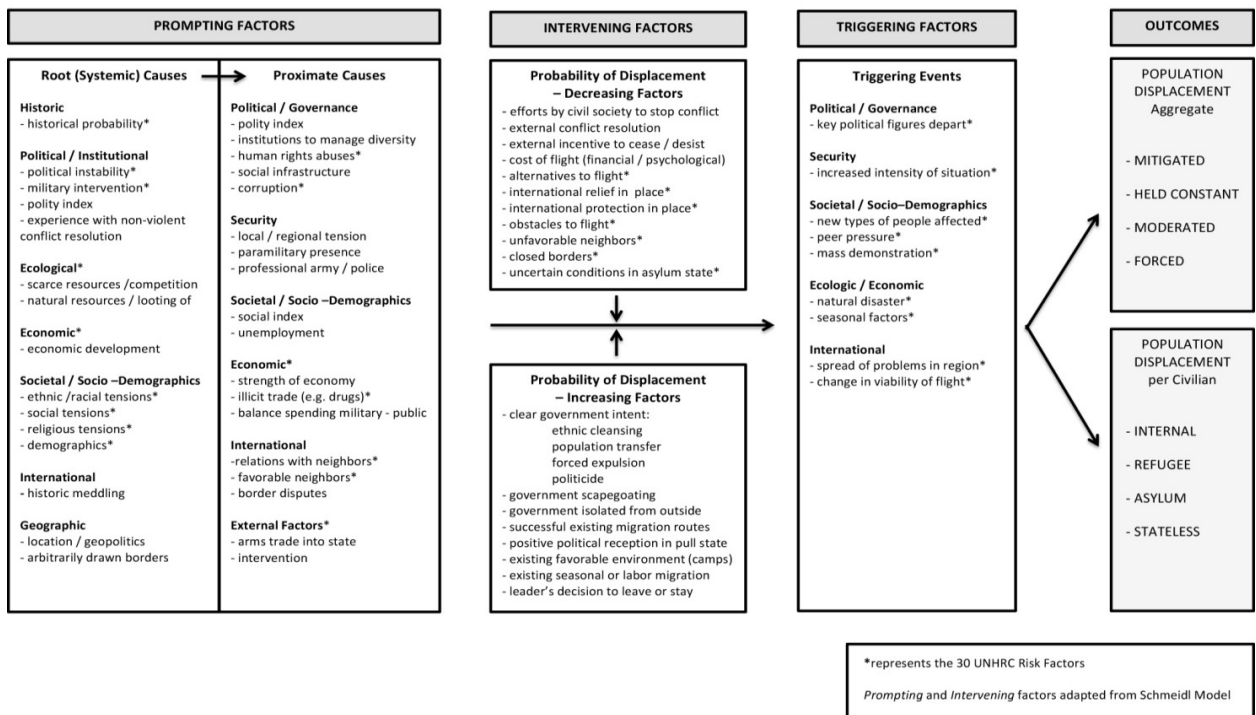 PROMPTING FACTORS
Root (Systemic) Causes
Historic
- historical probability*
Political / Institutional
- political instability*
- military intervention*
- polity index
- experience with non-violent
conflict resolution
Ecological*
- scarce resources /competition
- natural resources / looting of
Economic*
- economic development
Societal / Socio –Demographics
- ethnic /racial tensions*
- social tensions*
- religious tensions*
- demographics*
International
- historic meddling
Geographic
- location / geopolitics
- arbitrarily drawn borders
Proximate Causes
Political / Governance
- polity index
- institutions to manage diversity
- human rights abuses*
- social infrastructure
- corruption*
Security
- local / regional tension
- paramilitary presence
- professional army / police
Societal / Socio –Demographics
- social index
- unemployment
Economic*
- strength of economy
- illicit trade (e.g. drugs)*
- balance spending military - public
International
-relations with neighbors*
- favorable neighbors*
- border disputes
External Factors*
- arms trade into state
- intervention
INTERVENING FACTORS
Probability of Displacement
– Decreasing Factors
- efforts by civil society to stop conflict
- external conflict resolution
- external incentive to cease / desist
- cost of flight (financial / psychological)
- alternatives to flight*
- international relief in  place*
- international protection in place*
- obstacles to flight*
- unfavorable neighbors*
- closed borders*
- uncertain conditions in asylum state*
Probability of Displacement
– Increasing Factors
- clear government intent:
ethnic cleansing
population transfer
forced expulsion
politicide
- government scapegoating
- government isolated from outside
- successful existing migration routes
- positive political reception in pull state
- existing favorable environment (camps)
- existing seasonal or labor migration
- leader's decision to leave or stay
TRIGGERING FACTORS
Triggering Events
Political / Governance
- key political figures depart*
Security
- increased intensity of situation*
Societal / Socio–Demographics
- new types of people affected*
- peer pressure*
- mass demonstration*
Ecologic / Economic
- natural disaster*
- seasonal factors*
International
- spread of problems in region*
- change in viability of flight*
OUTCOMES
POPULATION
DISPLACEMENT
Aggregate
- MITIGATED
- HELD CONSTANT
- MODERATED
- FORCED
POPULATION
DISPLACEMENT
per Civilian
- INTERNAL
- REFUGEE
- ASYLUM
- STATELESS
*represents the 30 UNHRC Risk Factors
Prompting and Intervening factors adapted from Schmeidl Model